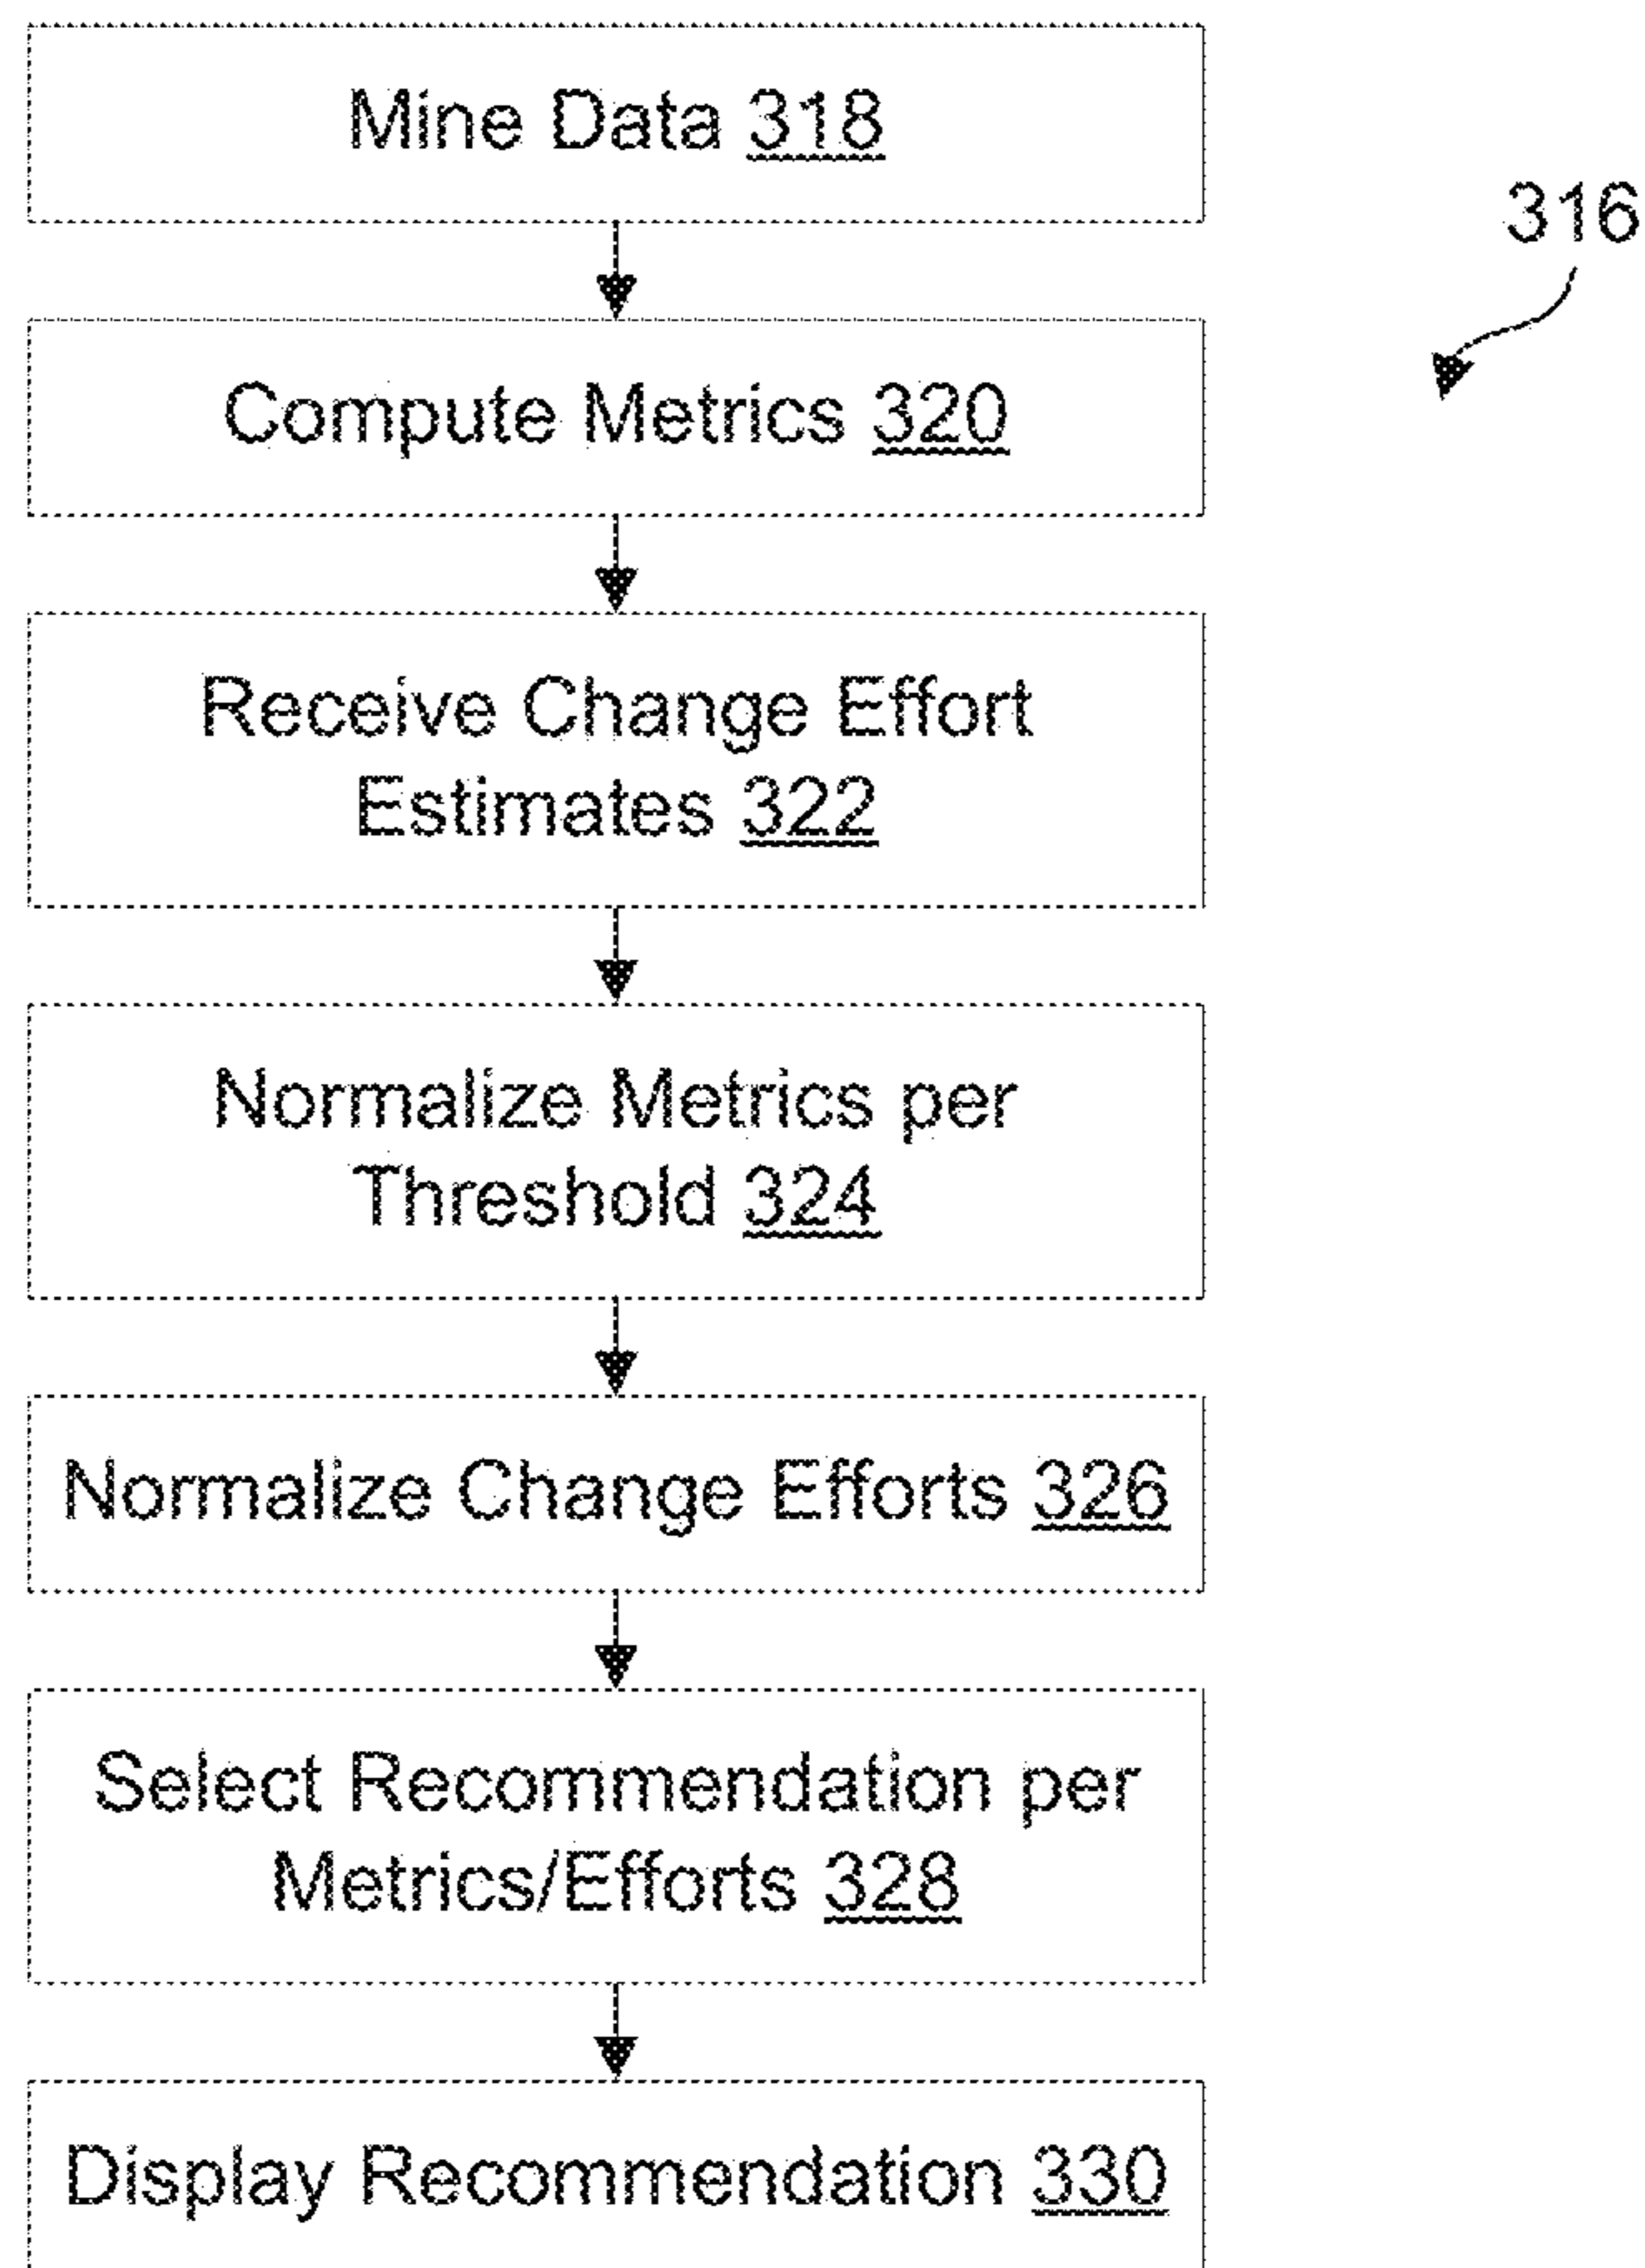 Mine Data 318
316
Compute Metrics 320
Receive Change Effort
Estimates 322
Normalize Metrics per
Threshold 324
Normalize Change Efforts 326
Select Recommendation per
Metrics/Efforts 328
Display Recommendation 330